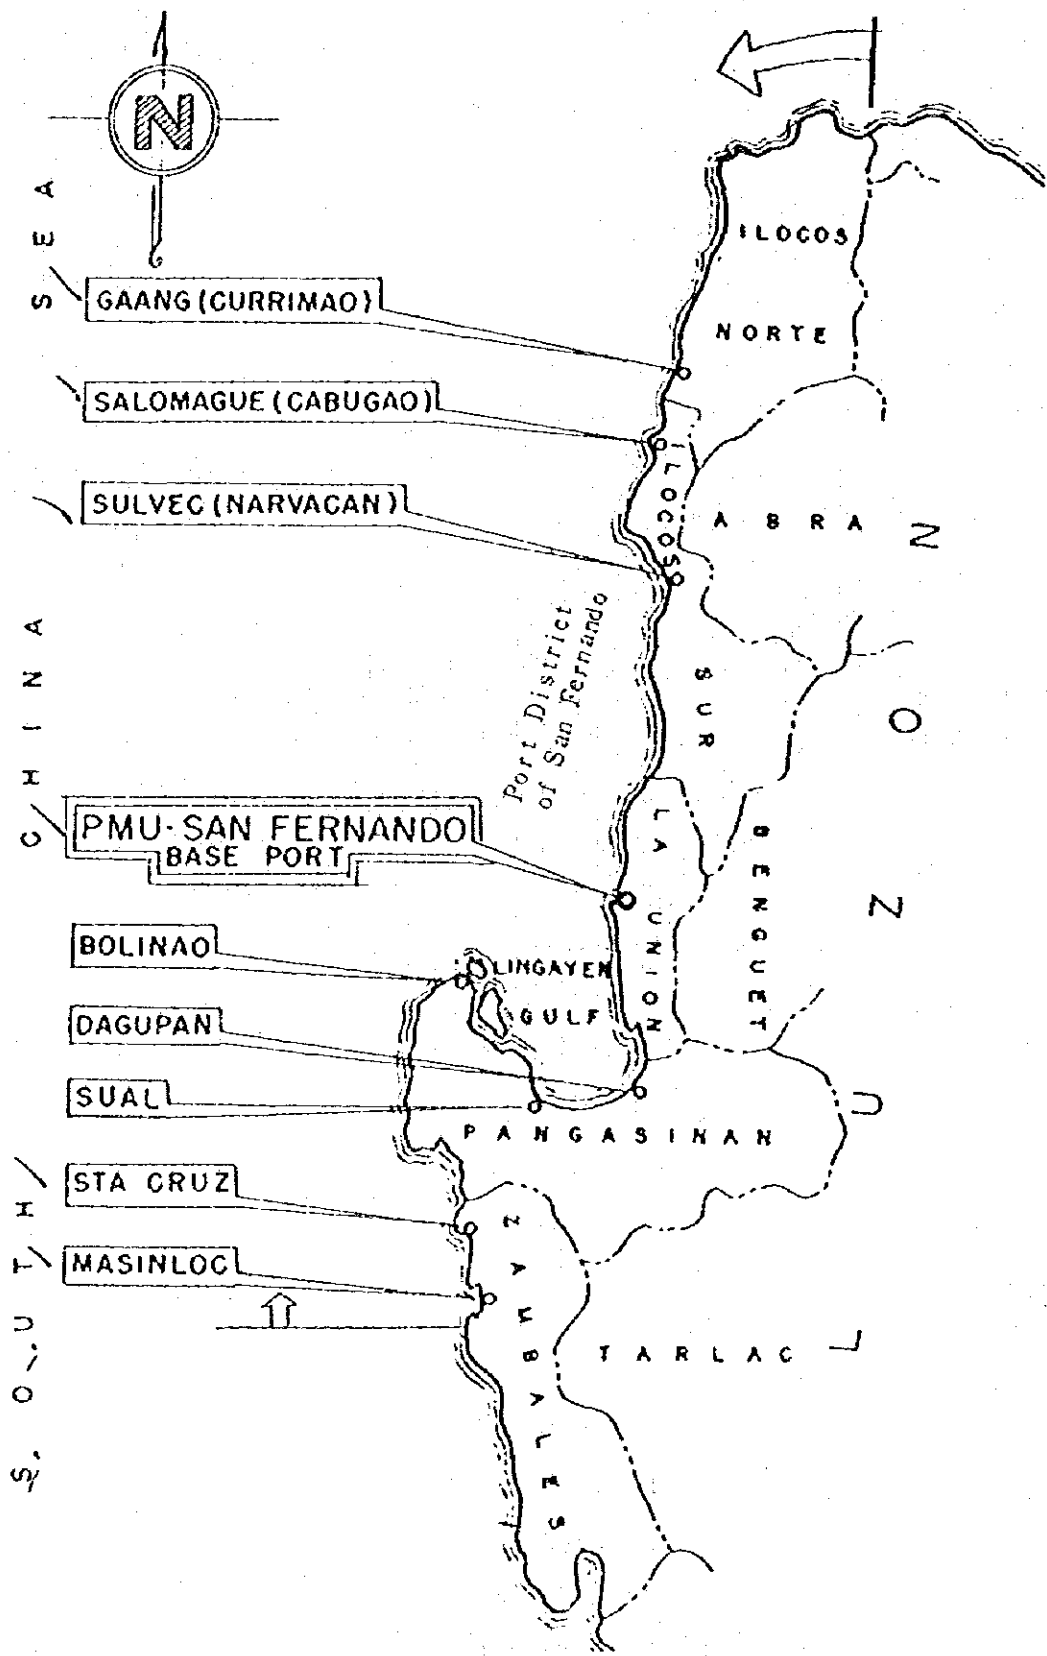 N
SOUTH CHINA SEA
GAANG (CURRIMAO)
SALOMAGUE (CABUGAO)
SULVEC (NARVACAN)
Port District
of San Fernando
PMU-SAN FERNANDO
BASE PORT
BOLINAO
DAGUPAN
SUAL
STA CRUZ
MASINLOC
ILOCOS
NORTE
ILOCOS
SUR
ABRA
LA UNION
BENGUET
LINGAYEN
GULF
PANGASINAN
ZAMBALES
TARLAC
LUZON